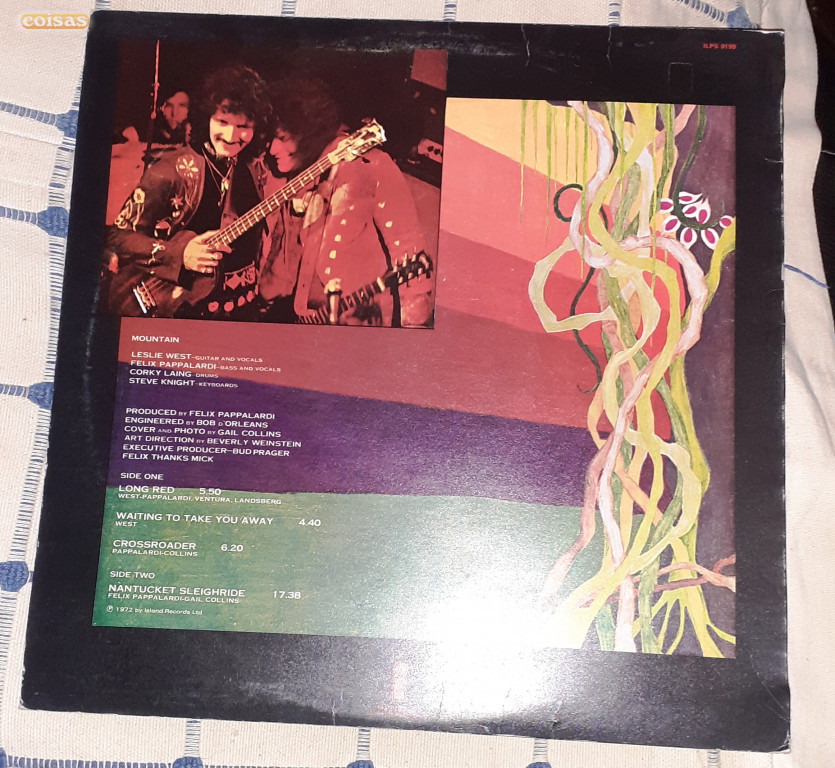 coisas
ILPS 9199
MOUNTAIN
LESLIE WEST-GUITAR AND VOCALS
FELIX PAPPALARDI-BASS AND VOCALS
CORKY LAING-DRUMS
STEVE KNIGHT-KEYBOARDS
PRODUCED BY FELIX PAPPALARDI
ENGINEERED BY BOB D'ORLEANS
COVER AND PHOTO BY GAIL COLLINS
ART DIRECTION BY BEVERLY WEINSTEIN
EXECUTIVE PRODUCER-BUD PRAGER
FELIX THANKS MICK
SIDE ONE
LONG RED 5.50
WEST-PAPPALARDI, VENTURA, LANDSBERG
WAITING TO TAKE YOU AWAY 4.40
WEST
CROSSROADER 6.20
PAPPALARDI-COLLINS
SIDE TWO
NANTUCKET SLEIGHRIDE 17.38
FELIX PAPPALARDI-GAIL COLLINS
℗ 1972 by Island Records Ltd